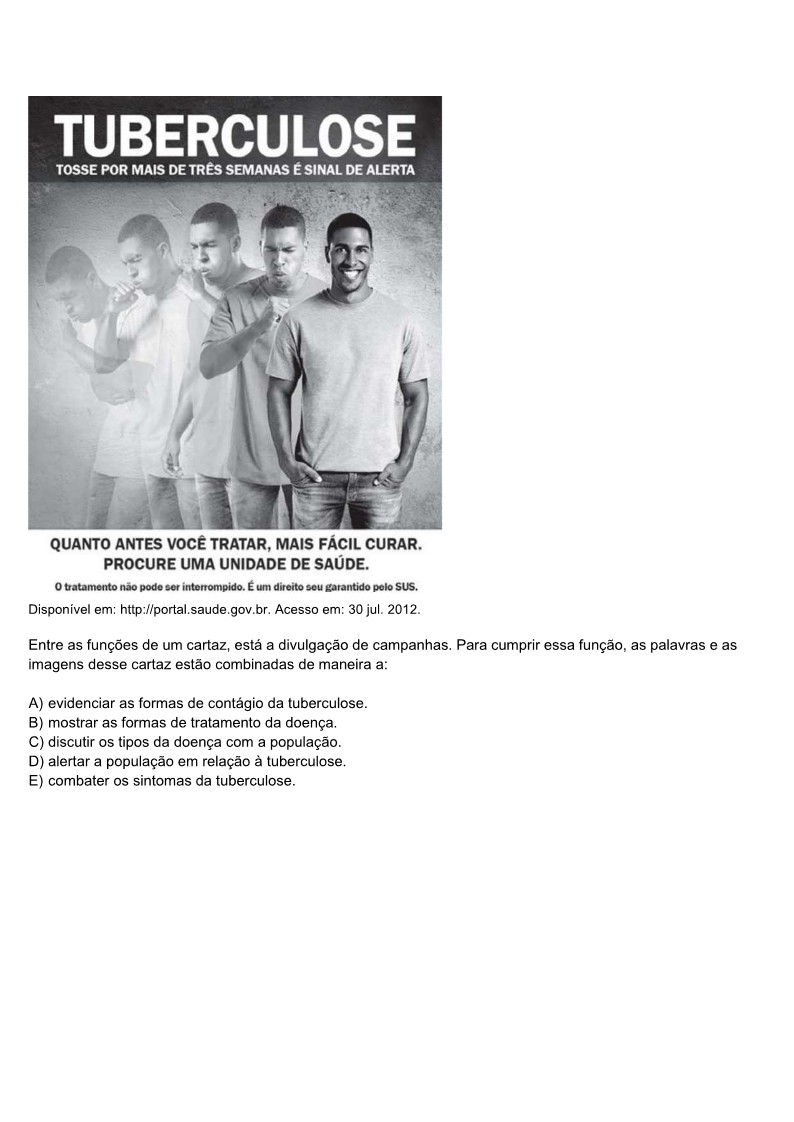 TUBERCULOSE
TOSSE POR MAIS DE TRÊS SEMANAS É SINAL DE ALERTA
QUANTO ANTES VOCÊ TRATAR, MAIS FÁCIL CURAR.
PROCURE UMA UNIDADE DE SAÚDE.
O tratamento não pode ser interrompido. É um direito seu garantido pelo SUS.
Disponível em: http://portal.saude.gov.br. Acesso em: 30 jul. 2012.
Entre as funções de um cartaz, está a divulgação de campanhas. Para cumprir essa função, as palavras e as
imagens desse cartaz estão combinadas de maneira a:
A) evidenciar as formas de contágio da tuberculose.
B) mostrar as formas de tratamento da doença.
C) discutir os tipos da doença com a população.
D) alertar a população em relação à tuberculose.
E) combater os sintomas da tuberculose.